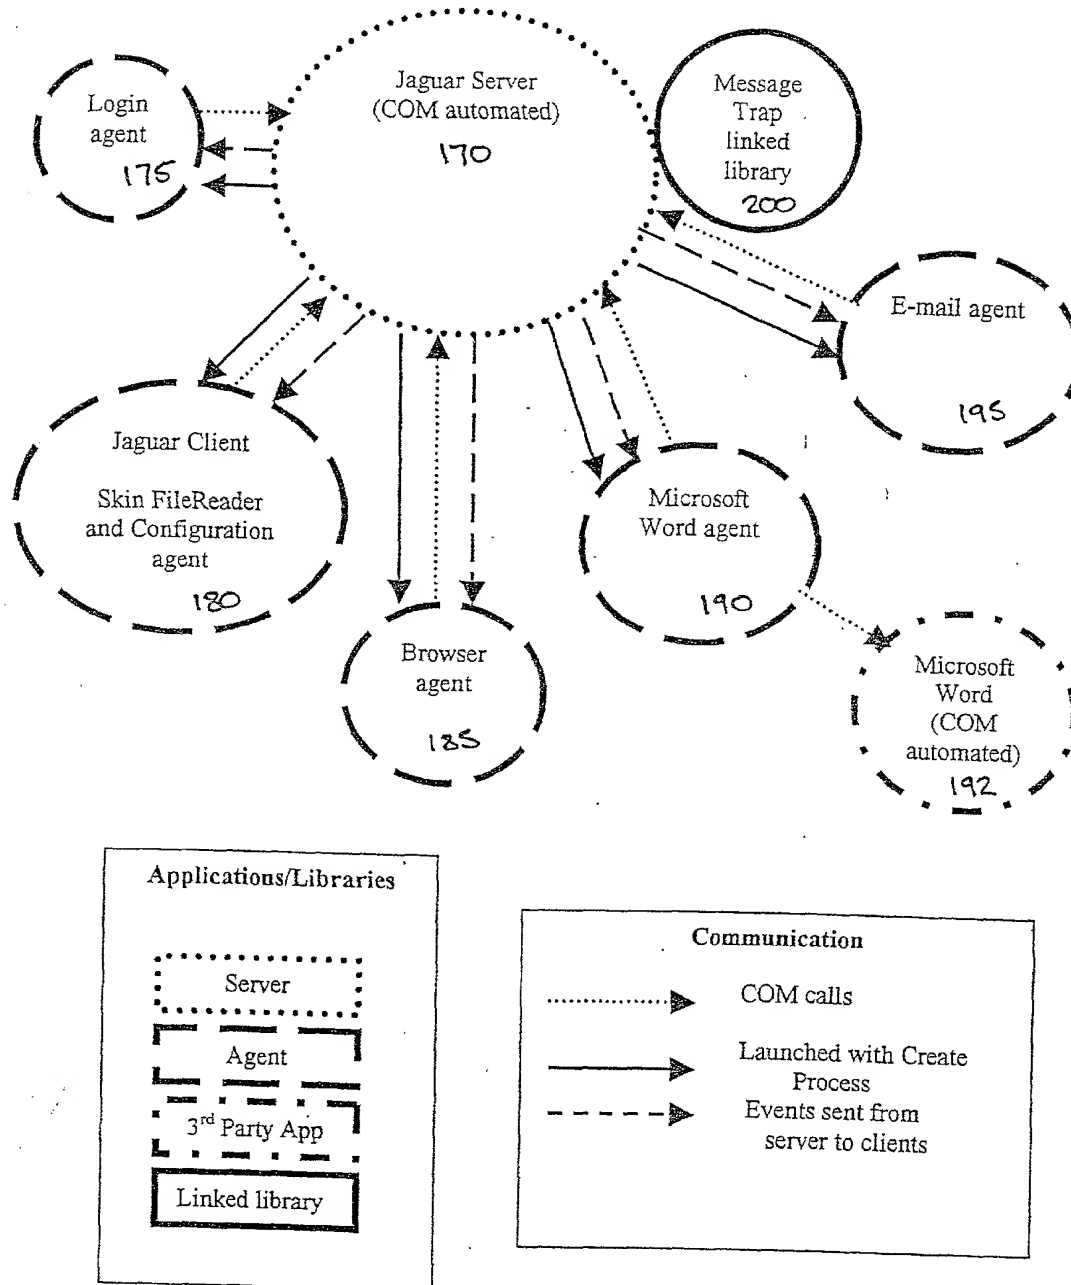 Login
agent
175
Jaguar Server
(COM automated)
170
Message
Trap
linked
library
200
E-mail agent
195
Jaguar Client
Skin FileReader
and Configuration
agent
180
Microsoft
Word agent
190
Browser
agent
185
Microsoft
Word
(COM
automated)
192
Applications/Libraries
Server
Agent
3rd Party App
Linked library
Communication
COM calls
Launched with Create
Process
Events sent from
server to clients